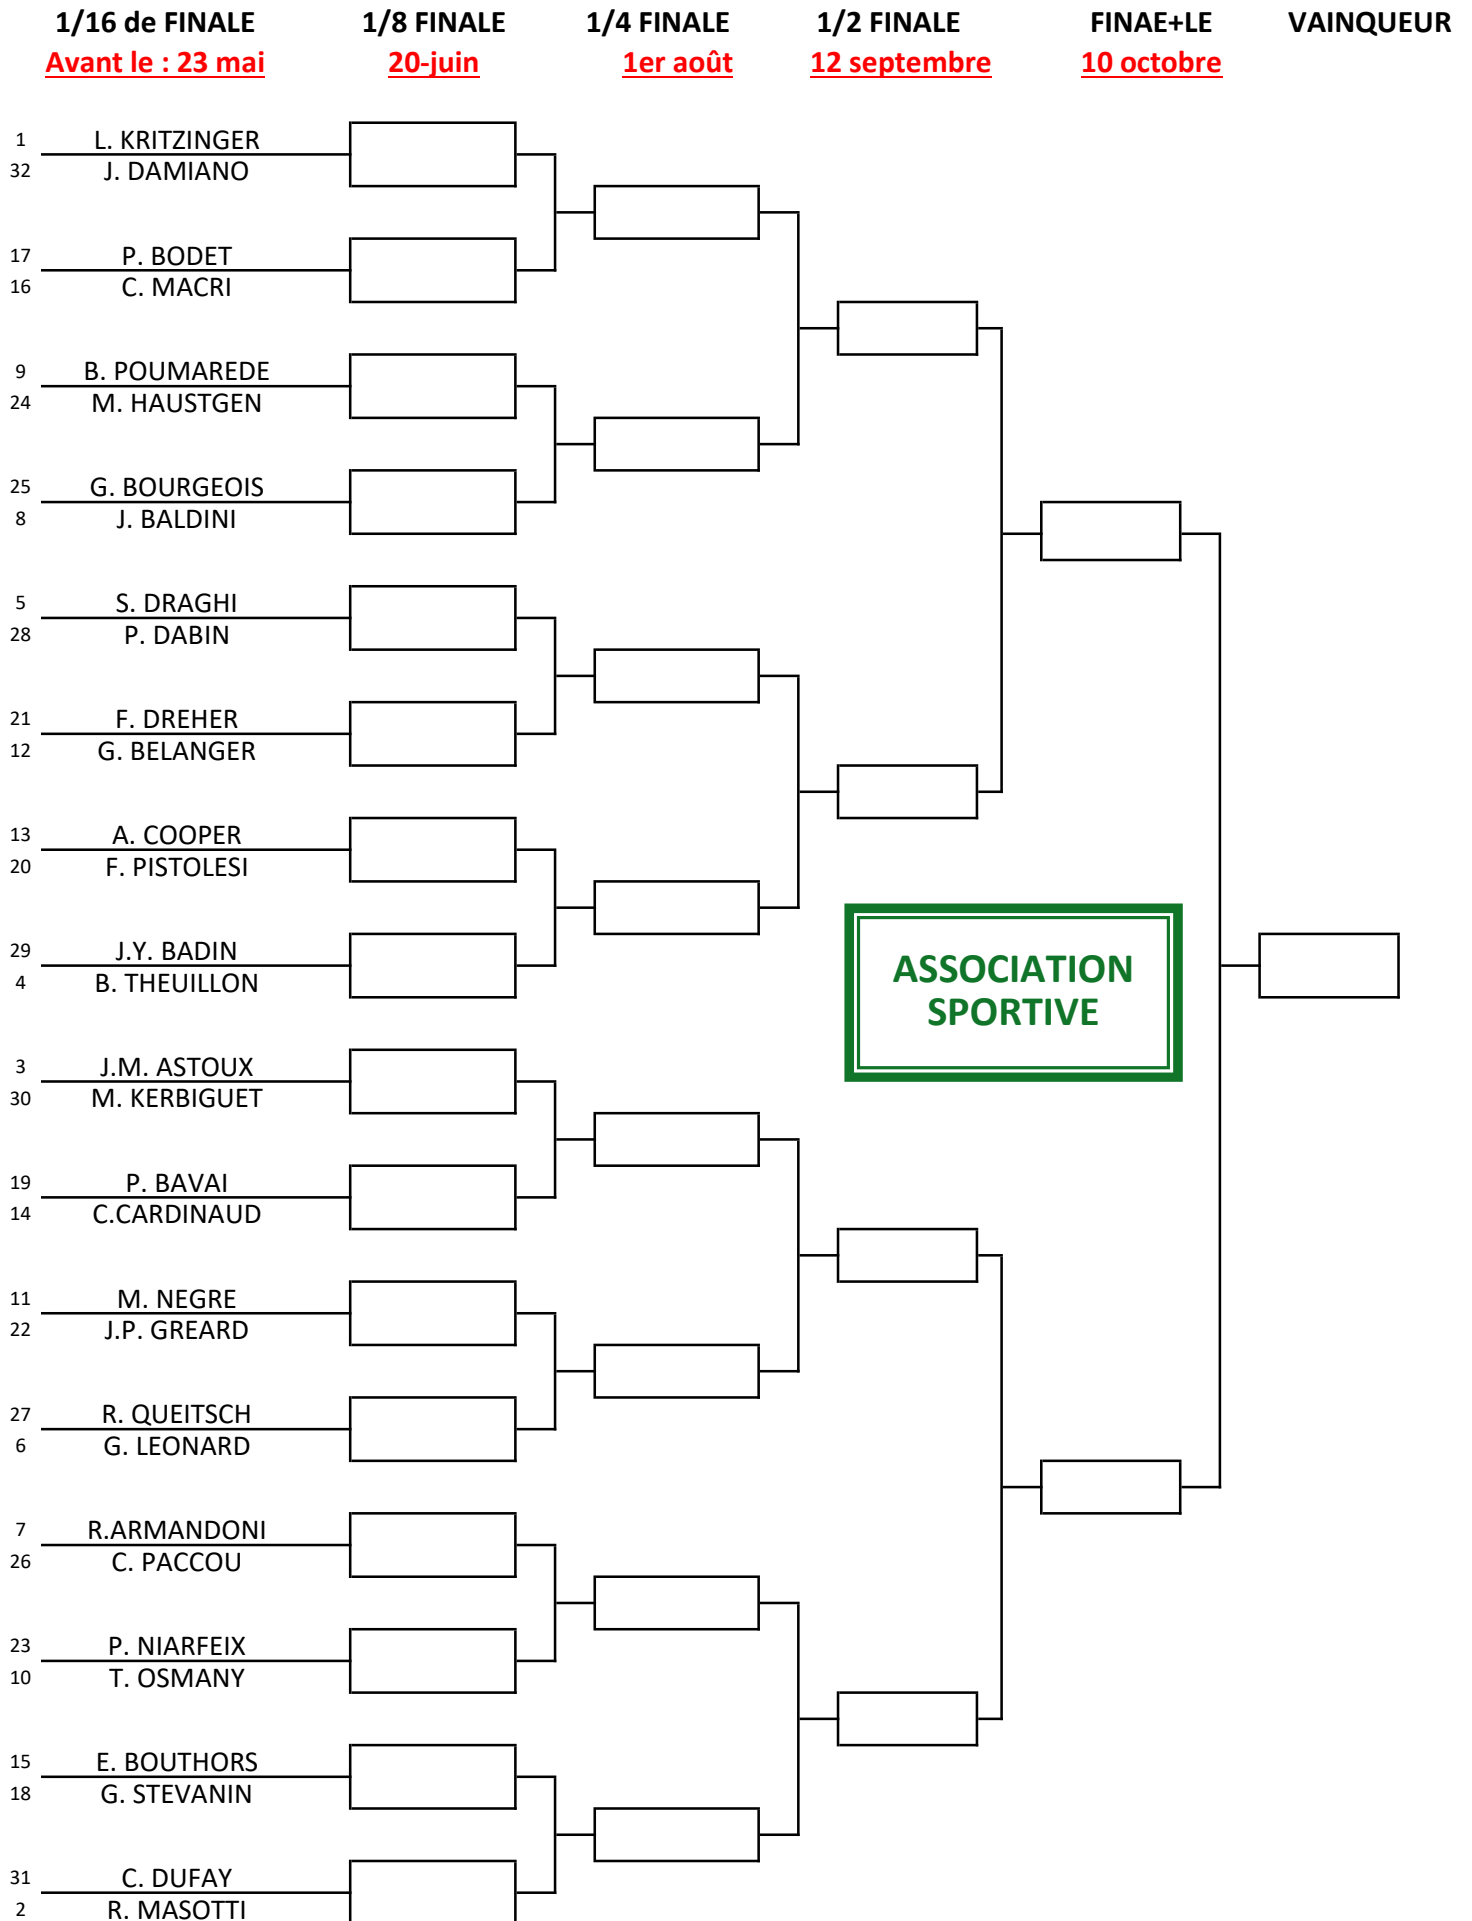 1/16 de FINALE 1/8 FINALE 1/4 FINALE 1/2 FINALE FINAE+LE VAINQUEUR
Avant le : 23 mai 20-juin 1er août 12 septembre 10 octobre
1 L. KRITZINGER
32 J. DAMIANO
17 P. BODET
16 C. MACRI
9 B. POUMAREDE
24 M. HAUSTGEN
25 G. BOURGEOIS
8 J. BALDINI
5 S. DRAGHI
28 P. DABIN
21 F. DREHER
12 G. BELANGER
13 A. COOPER
20 F. PISTOLESI
29 J.Y. BADIN
4 B. THEUILLON
ASSOCIATION
SPORTIVE
3 J.M. ASTOUX
30 M. KERBIGUET
19 P. BAVAI
14 C.CARDINAUD
11 M. NEGRE
22 J.P. GREARD
27 R. QUEITSCH
6 G. LEONARD
7 R.ARMANDONI
26 C. PACCOU
23 P. NIARFEIX
10 T. OSMANY
15 E. BOUTHORS
18 G. STEVANIN
31 C. DUFAY
2 R. MASOTTI